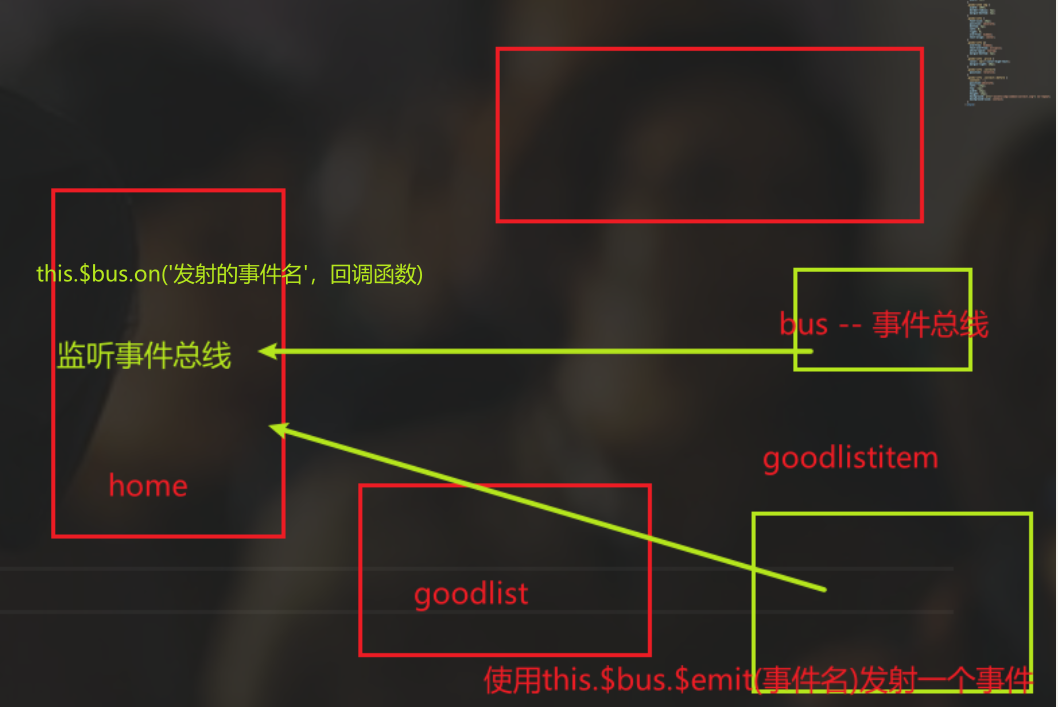 this.$bus.on('发射的事件名'，回调函数)
bus -- 事件总线
监听事件总线
goodlistitem
home
goodlist
使用this.$bus.$emit(事件名)发射一个事件